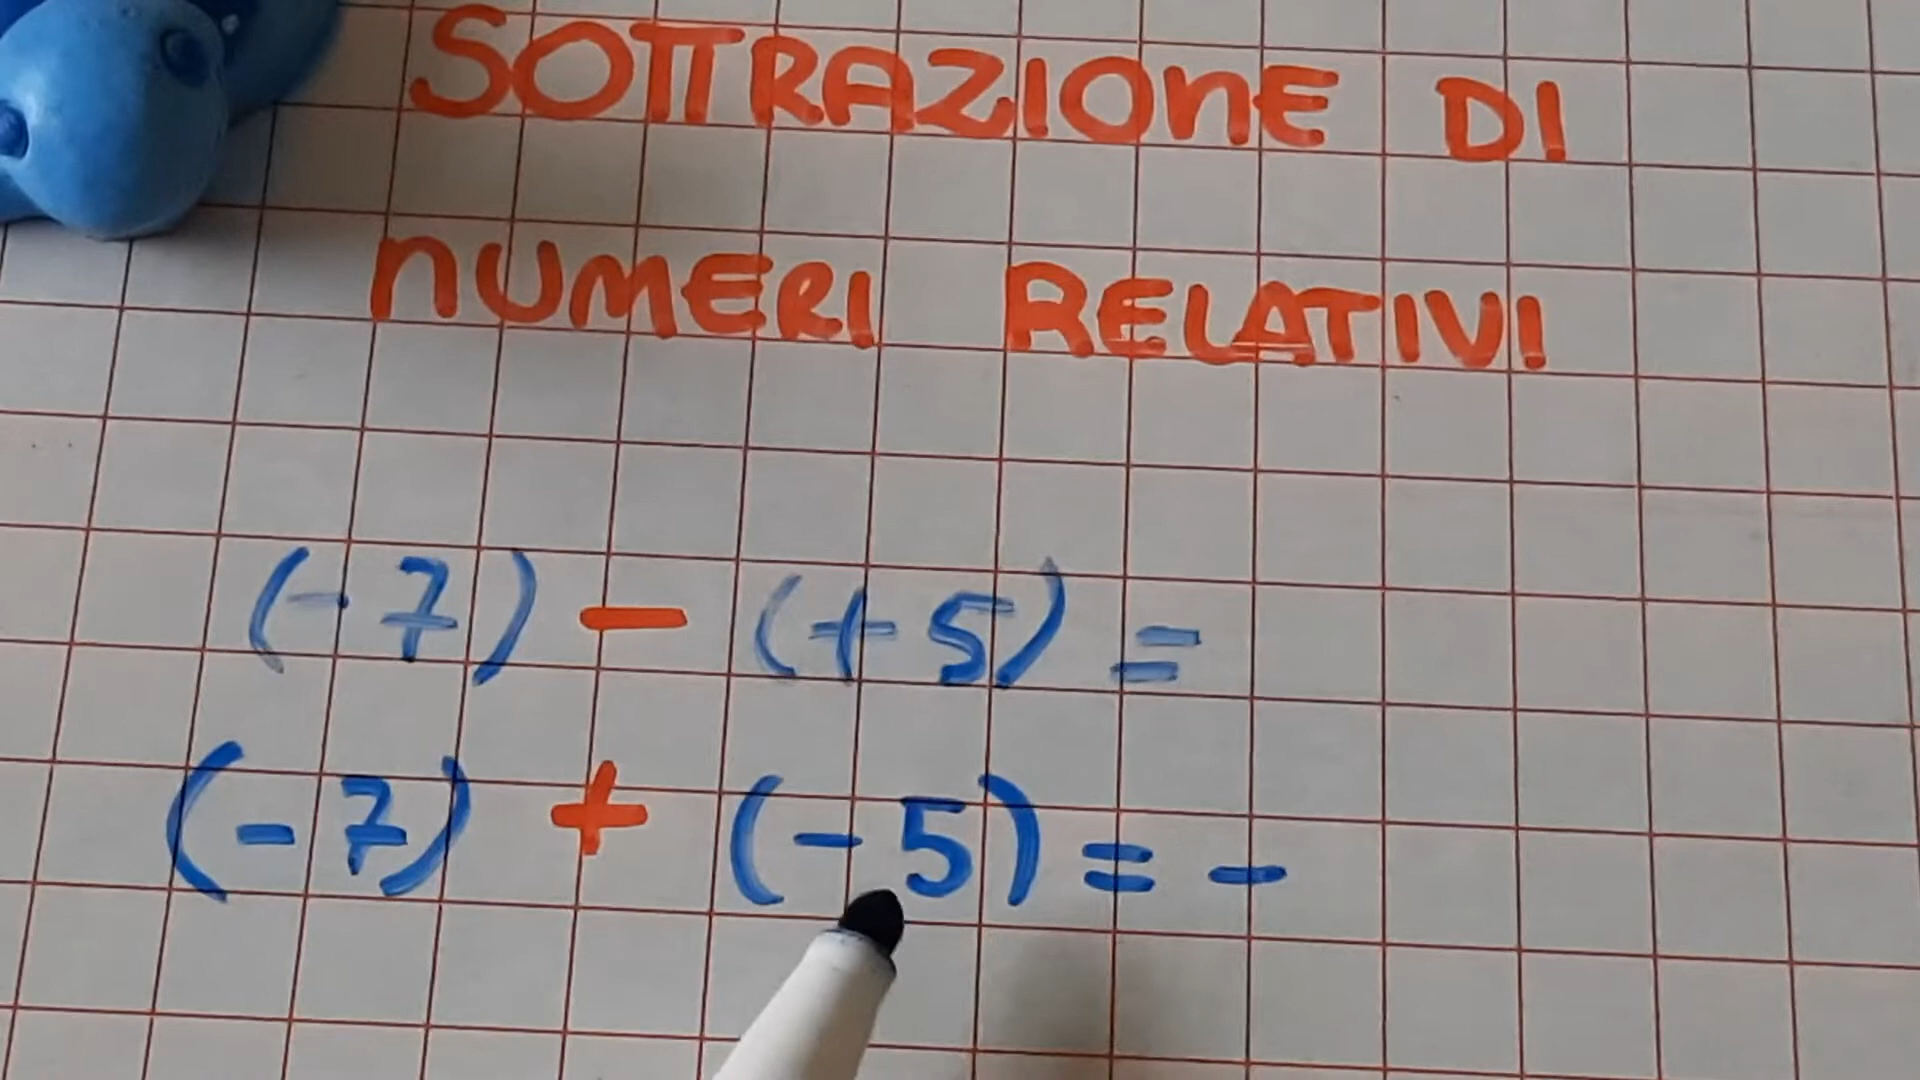 SOTTRAZIONE DI
NUMERI RELATIVI
(-7) - (+5) =
(-7) + (-5) = -